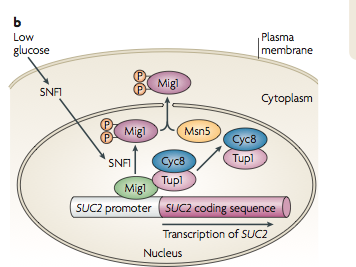 b
Low
glucose
Plasma
membrane
SNF1
P
P
Mig1
Cytoplasm
P
P
Mig1
Msn5
Cyc8
Tup1
SNF1
Cyc8
Tup1
Mig1
SUC2 promoter
SUC2 coding sequence
Transcription of SUC2
Nucleus